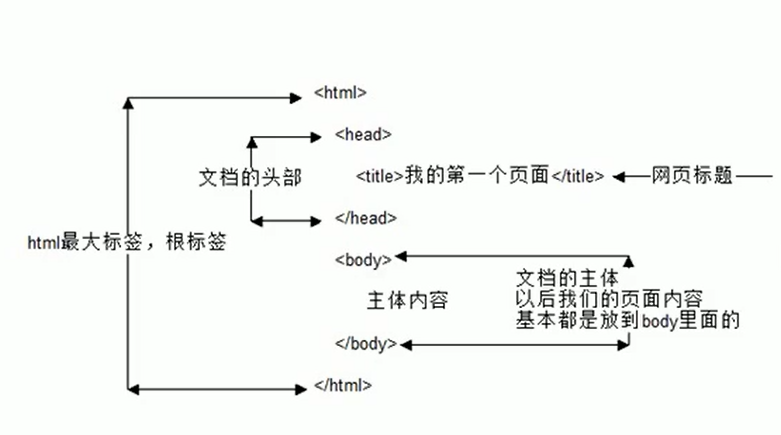 <html>
<head>
文档的头部
<title>我的第一个页面</title>
网页标题
</head>
html最大标签，根标签
<body>
文档的主体
以后我们的页面内容
基本都是放到body里面的
主体内容
</body>
</html>